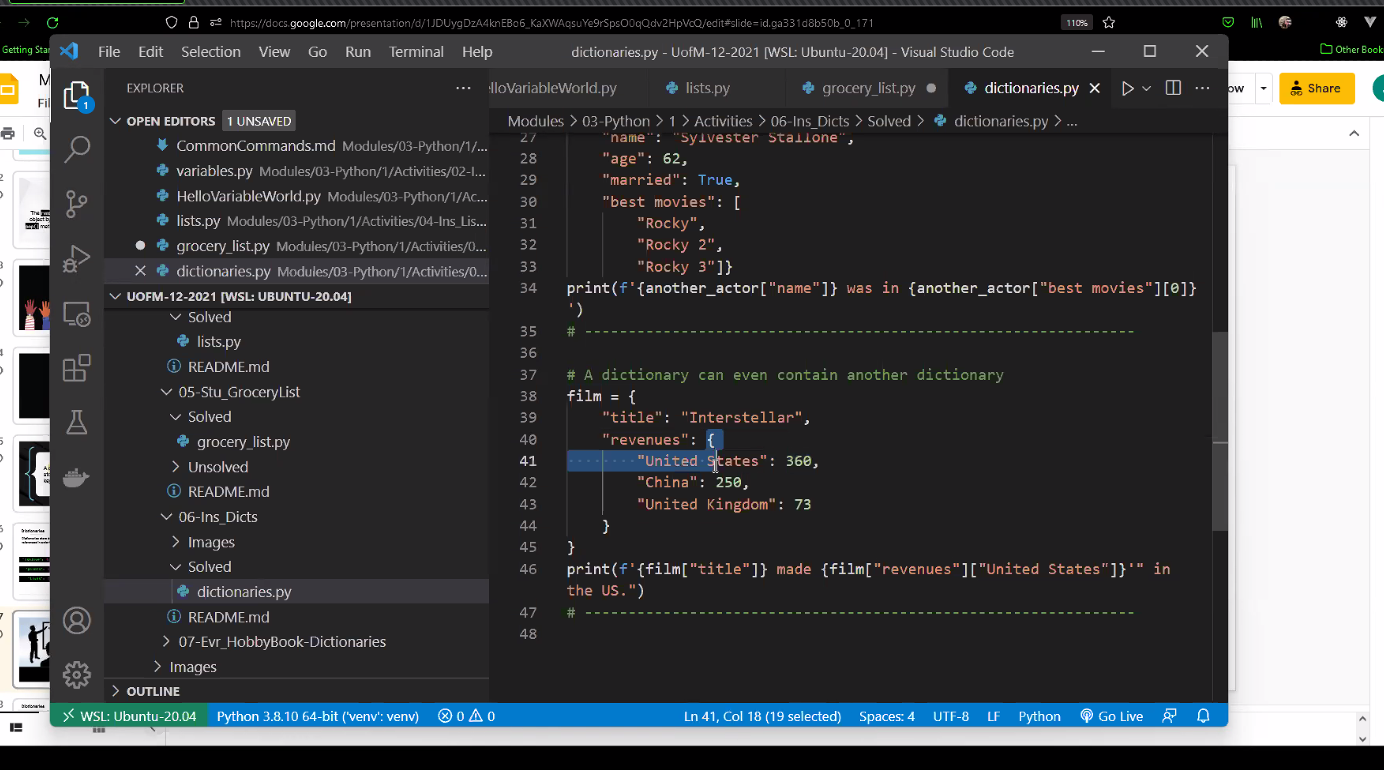 https://docs.google.com/presentation/d/1JDUygDzA4knEBo6_KaXWAqsuYe9rSpsO0qQdv2HpVcQ/edit#slide=id.ga331d8b50b_0_171
110%
Getting Star
Other Book
File Edit Selection View Go Run Terminal Help
dictionaries.py - UofM-12-2021 [WSL: Ubuntu-20.04] - Visual Studio Code
Share
EXPLORER
elloVariableWorld.py
lists.py
grocery_list.py
dictionaries.py
OPEN EDITORS 1 UNSAVED
Modules > 03-Python > 1 > Activities > 06-Ins_Dicts > Solved > dictionaries.py > ...
CommonCommands.md Modules/03-Python/1/...
variables.py Modules/03-Python/1/Activities/02-I...
HelloVariableWorld.py Modules/03-Python/1/Ac...
lists.py Modules/03-Python/1/Activities/04-Ins_Lis...
grocery_list.py Modules/03-Python/1/Activities/0...
dictionaries.py Modules/03-Python/1/Activities/0...
UOFM-12-2021 [WSL: UBUNTU-20.04]
Solved
lists.py
README.md
05-Stu_GroceryList
Solved
grocery_list.py
Unsolved
README.md
06-Ins_Dicts
Images
Solved
dictionaries.py
README.md
07-Evr_HobbyBook-Dictionaries
Images
OUTLINE
27 "name": "Sylvester Stallone",
28 "age": 62,
29 "married": True,
30 "best movies": [
31 "Rocky",
32 "Rocky 2",
33 "Rocky 3"]}
34 print(f'{another_actor["name"]} was in {another_actor["best movies"][0]}
')
35 # ---------------------------------------------------------------
36
37 # A dictionary can even contain another dictionary
38 film = {
39 "title": "Interstellar",
40 "revenues": {
41 "United States": 360,
42 "China": 250,
43 "United Kingdom": 73
44 }
45 }
46 print(f'{film["title"]} made {film["revenues"]["United States"]}'" in
the US.")
47 # ---------------------------------------------------------------
48
WSL: Ubuntu-20.04 Python 3.8.10 64-bit ('venv': venv) 0 0 Ln 41, Col 18 (19 selected) Spaces: 4 UTF-8 LF Python Go Live